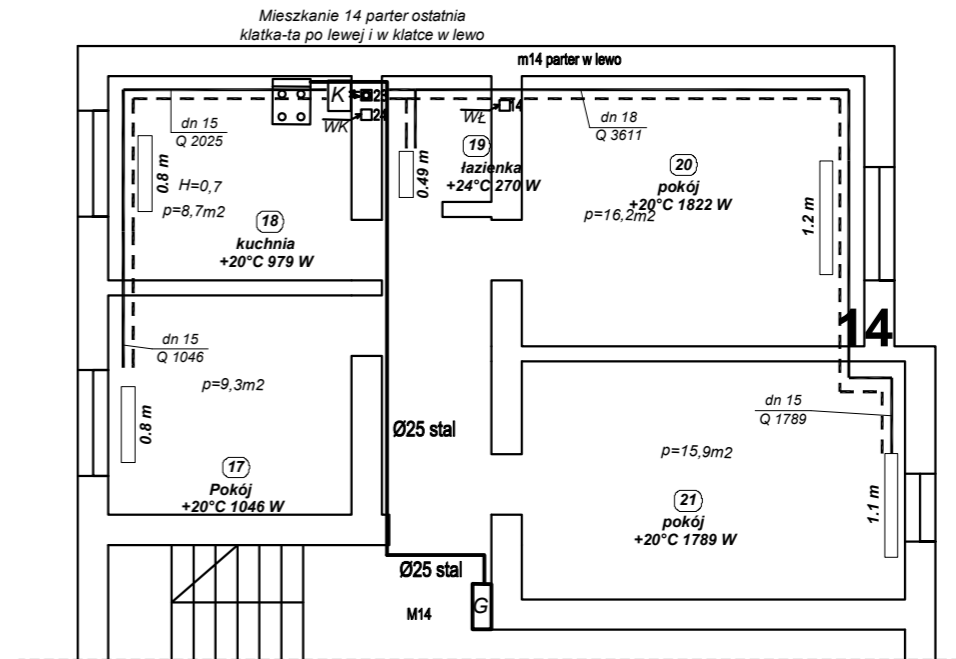 Mieszkanie 14 parter ostatnia
klatka-ta po lewej i w klatce w lewo
m14 parter w lewo
K
23
24
WK
WŁ
14
dn 15
Q 2025
0.8 m
H=0,7
p=8,7m2
18
kuchnia
+20°C 979 W
0.49 m
19
łazienka
+24°C 270 W
dn 18
Q 3611
20
pokój
+20°C 1822 W
p=16,2m2
1.2 m
14
dn 15
Q 1046
p=9,3m2
0.8 m
17
Pokój
+20°C 1046 W
Ø25 stal
dn 15
Q 1789
p=15,9m2
21
pokój
+20°C 1789 W
1.1 m
Ø25 stal
M14
G